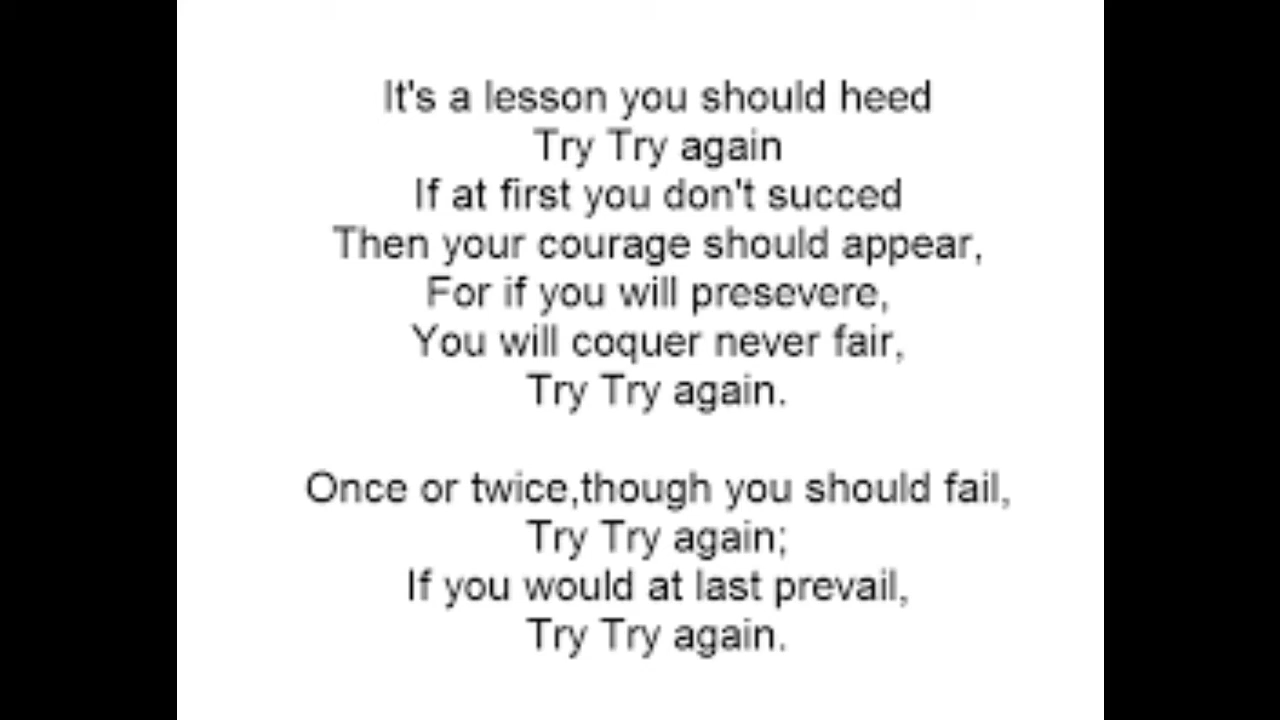 It's a lesson you should heed
Try Try again
If at first you don't succed
Then your courage should appear,
For if you will presevere,
You will coquer never fair,
Try Try again.
Once or twice,though you should fail,
Try Try again;
If you would at last prevail,
Try Try again.